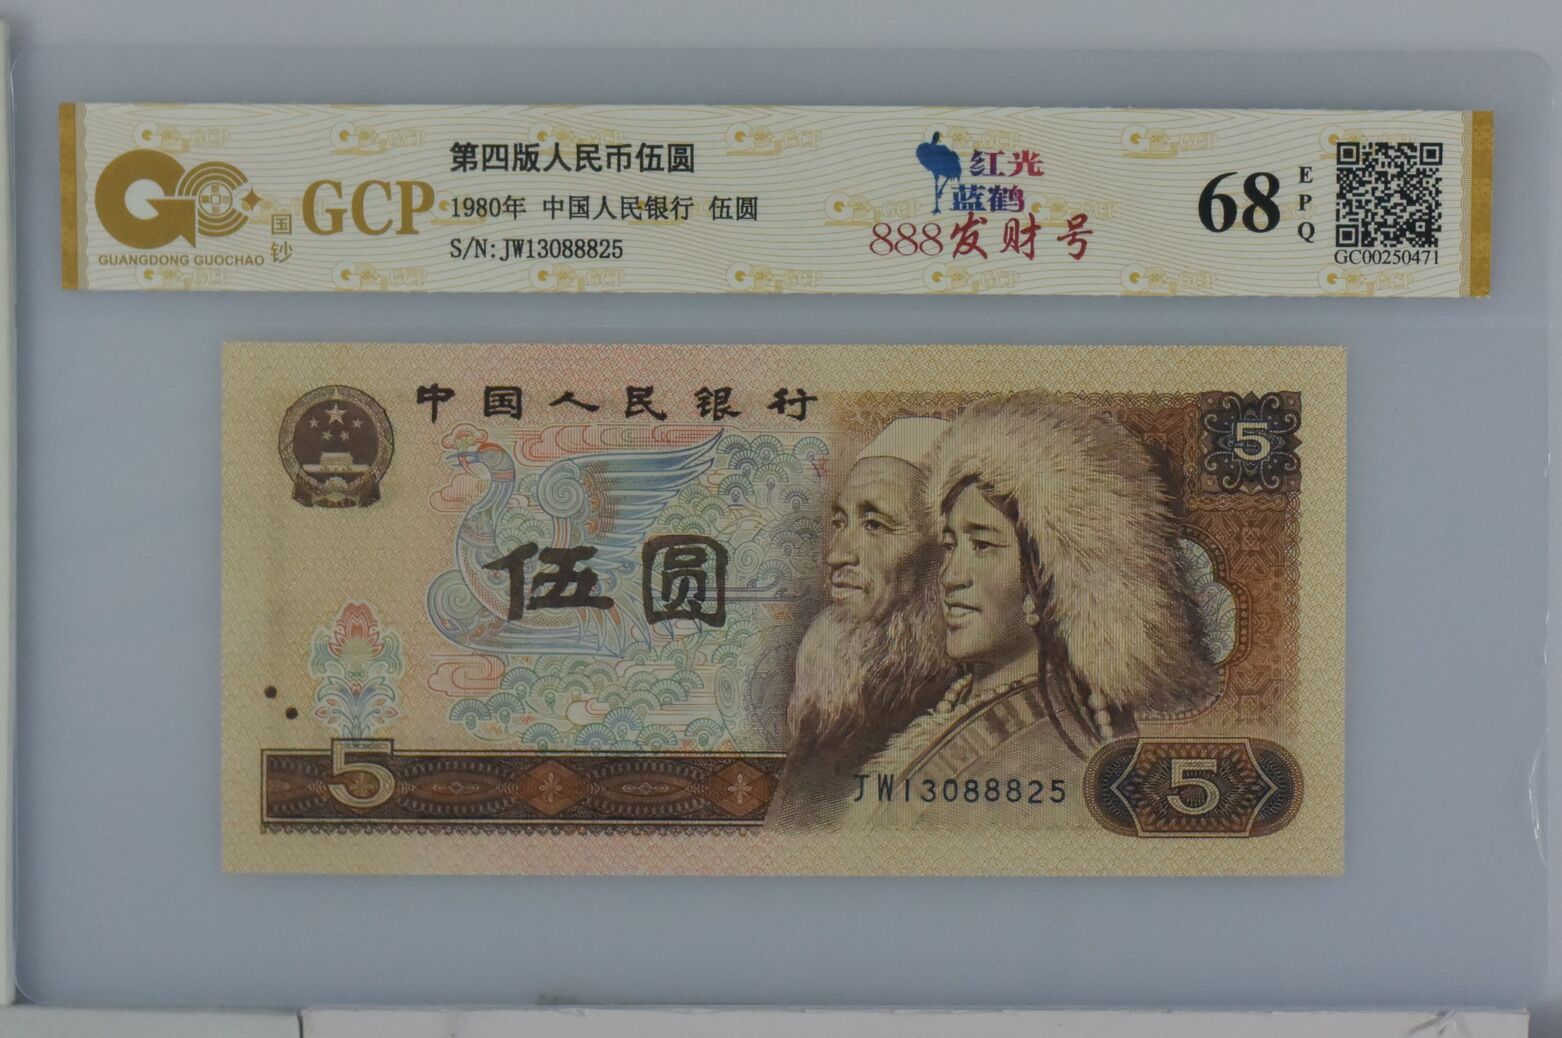 GCP
国钞
GUANGDONG GUOCHAO
第四版人民币伍圆
1980年 中国人民银行 伍圆
S/N:JW13088825
红光
蓝鹤
888发财号
68
EPQ
GC00250471
中国人民银行
5
伍圆
5
JW13088825
5